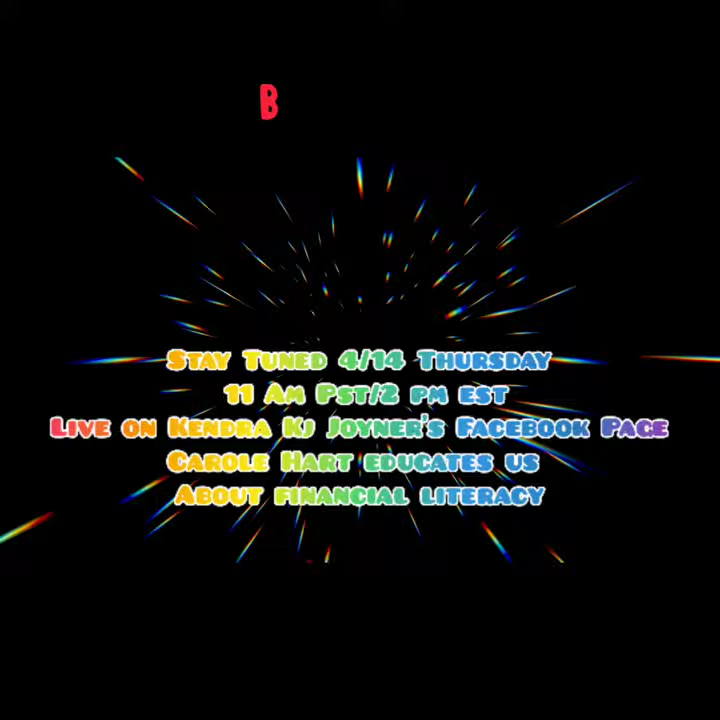 B
Stay Tuned 4/14 Thursday
11 Am Pst/2 pm est
Live on Kendra Kj Joyner's Facebook Page
Carole Hart educates us
About financial literacy